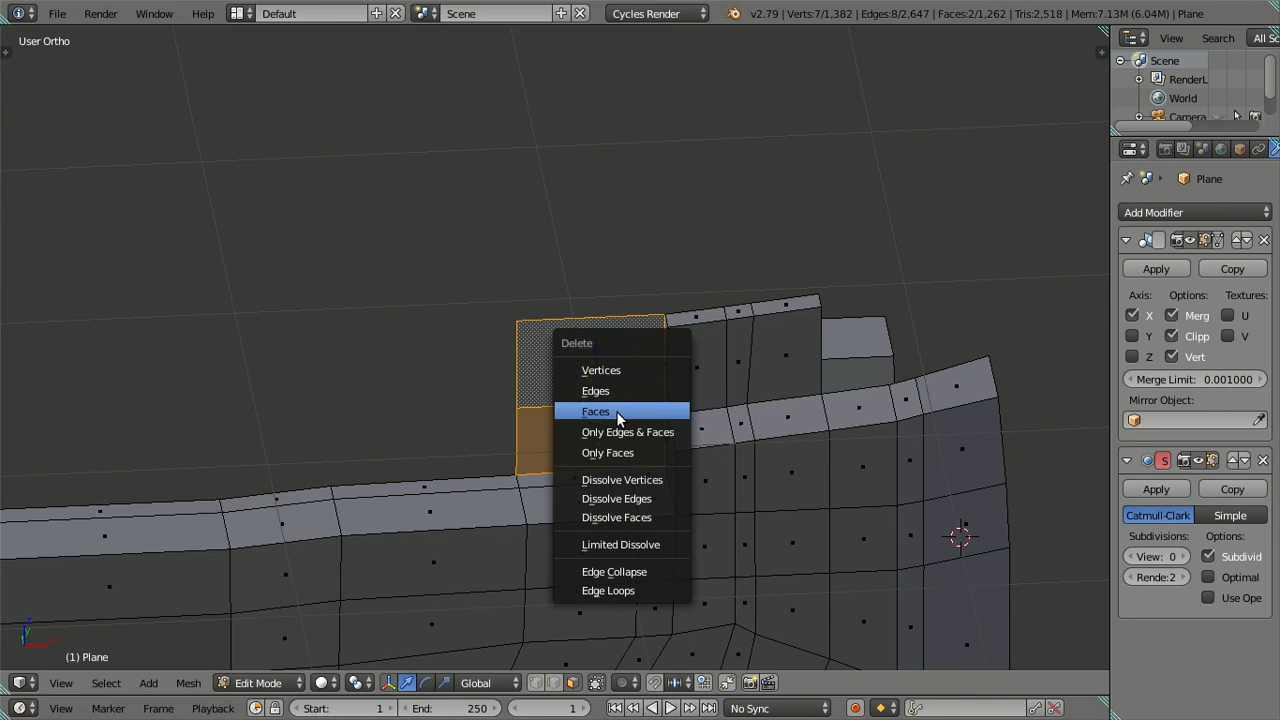 File Render Window Help Default Scene Cycles Render v2.79 | Verts:7/1,382 | Edges:8/2,647 | Faces:2/1,262 | Tris:2,518 | Mem:7.13M (6.04M) | Plane
User Ortho
View Search All Sc
Scene
RenderL
World
Camera
Plane
Add Modifier
Apply Copy
Axis: Options: Textures:
X Merg U
Y Clipp V
Z Vert
Merge Limit: 0.001000
Mirror Object:
S
Apply Copy
Catmull-Clark Simple
Subdivisions: Options:
View: 0 Subdivid
Rende:2 Optimal
Use Ope
Delete
Vertices
Edges
Faces
Only Edges & Faces
Only Faces
Dissolve Vertices
Dissolve Edges
Dissolve Faces
Limited Dissolve
Edge Collapse
Edge Loops
(1) Plane
View Select Add Mesh Edit Mode Global
View Marker Frame Playback Start: 1 End: 250 1 No Sync